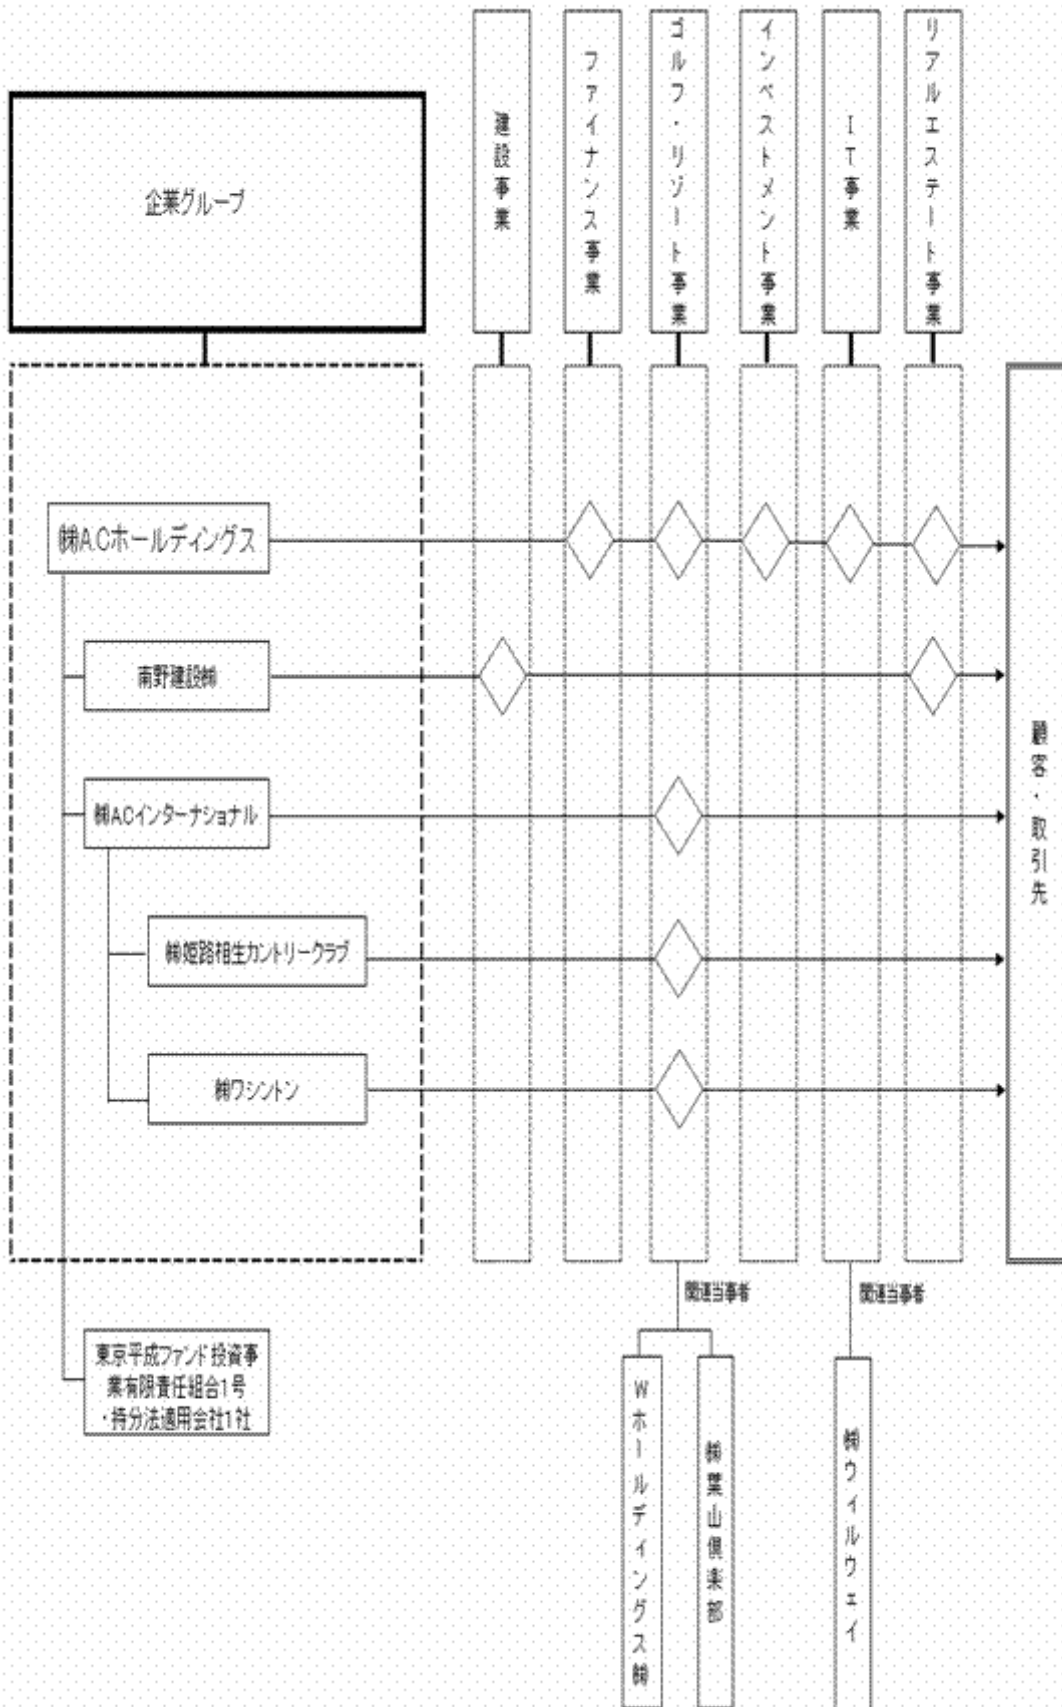 企業グループ
建設事業
ファイナンス事業
ゴルフ・リゾート事業
インベストメント事業
IT事業
リアルエステート事業
㈱A.Cホールディングス
南野建設㈱
㈱A.Cインターナショナル
㈱姫路相生カントリークラブ
㈱ワシントン
顧客・取引先
関連当事者
関連当事者
東京平成ファンド投資事
業有限責任組合1号
・持分法適用会社1社
Wホールディングス㈱
㈱葉山倶楽部
㈱ウィルウェイ